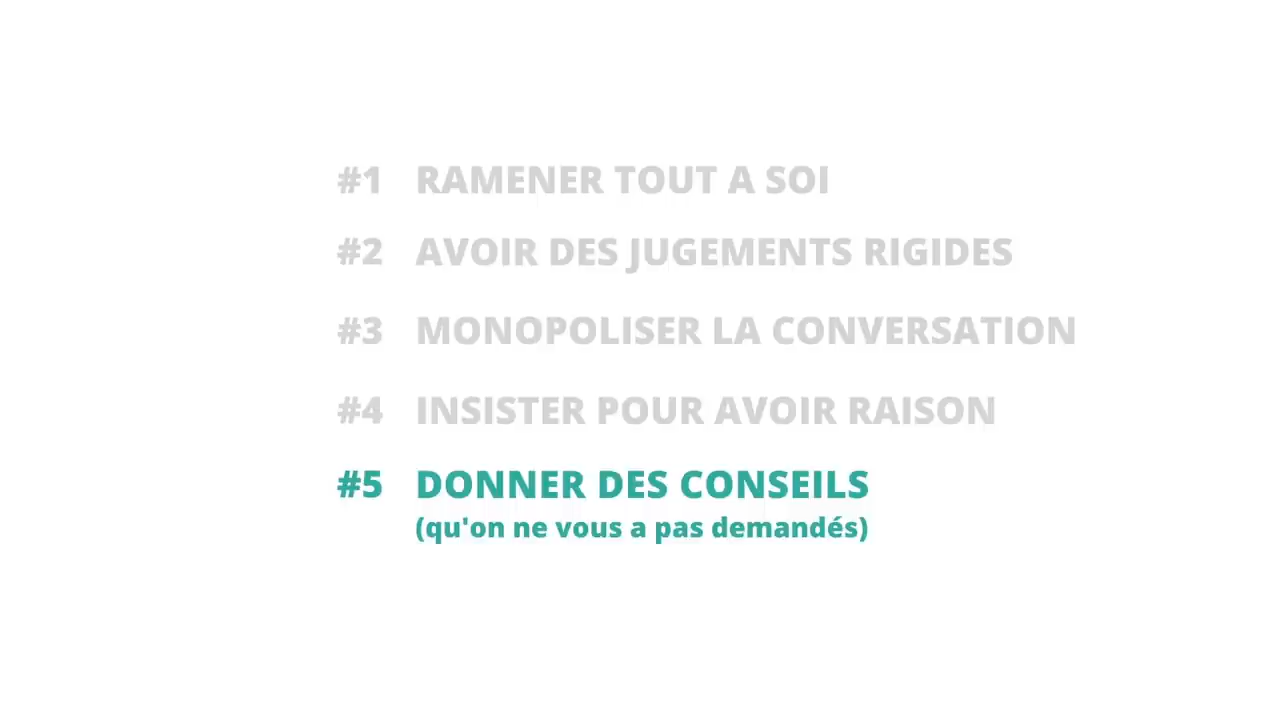 #1 RAMENER TOUT A SOI
#2 AVOIR DES JUGEMENTS RIGIDES
#3 MONOPOLISER LA CONVERSATION
#4 INSISTER POUR AVOIR RAISON
#5 DONNER DES CONSEILS
(qu'on ne vous a pas demandés)